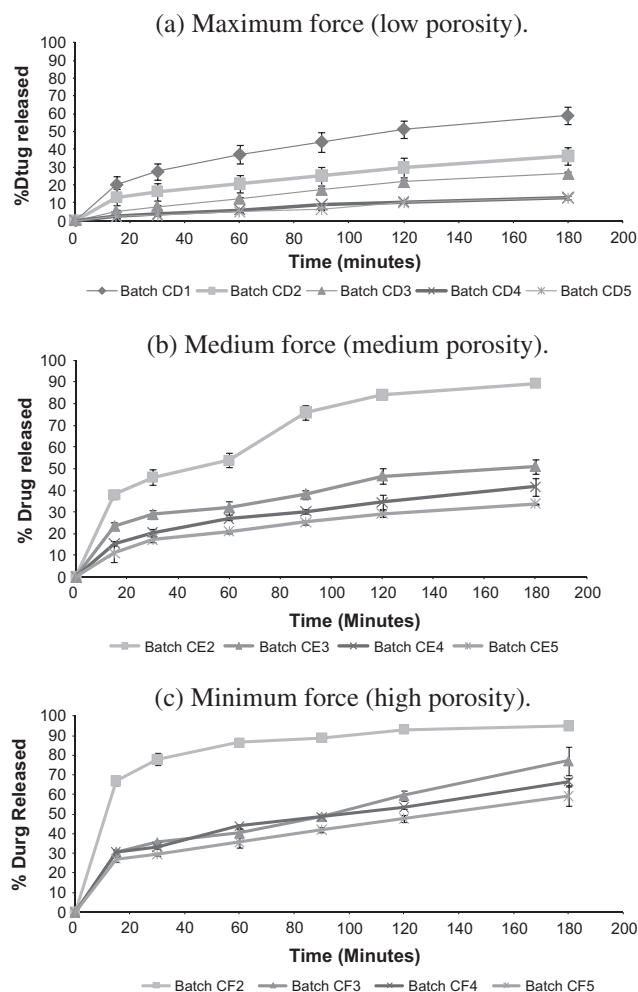 (a) Maximum force (low porosity).
100
90
80
70
60
50
40
30
20
10
0
%Dtug released
0 20 40 60 80 100 120 140 160 180 200
Time (minutes)
Batch CD1 Batch CD2 Batch CD3 Batch CD4 Batch CD5
(b) Medium force (medium porosity).
100
90
80
70
60
50
40
30
20
10
0
% Drug released
0 20 40 60 80 100 120 140 160 180 200
Time (Minutes)
Batch CE2 Batch CE3 Batch CE4 Batch CE5
(c) Minimum force (high porosity).
100
90
80
70
60
50
40
30
20
10
0
% Durg Released
0 20 40 60 80 100 120 140 160 180 200
Time (Minutes)
Batch CF2 Batch CF3 Batch CF4 Batch CF5